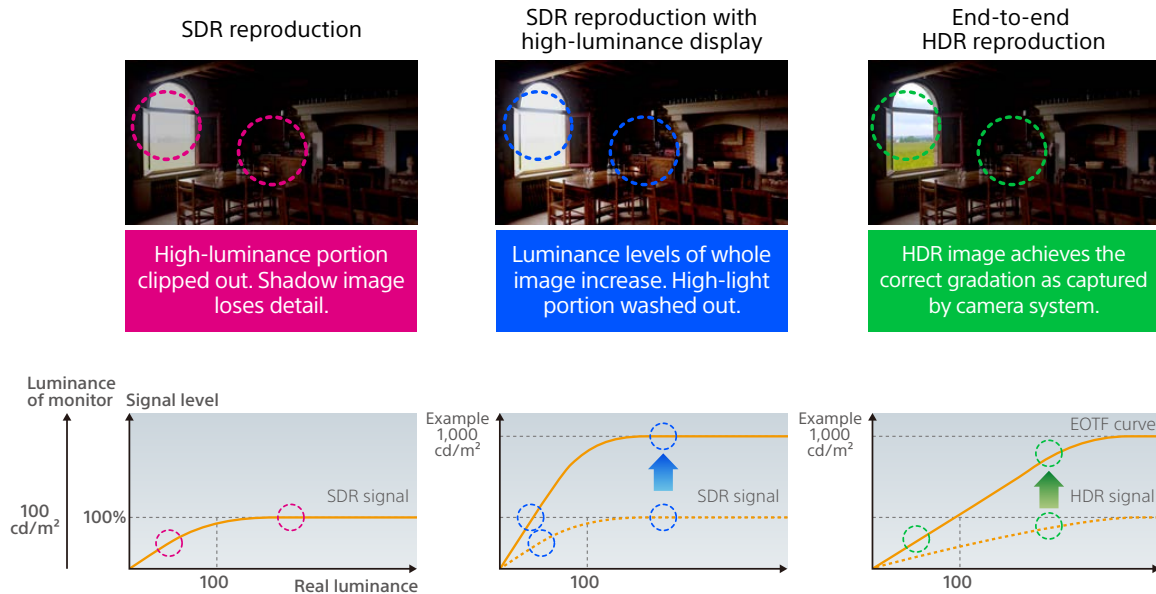 SDR reproduction
SDR reproduction with
high-luminance display
End-to-end
HDR reproduction
High-luminance portion
clipped out. Shadow image
loses detail.
Luminance levels of whole
image increase. High-light
portion washed out.
HDR image achieves the
correct gradation as captured
by camera system.
Luminance
of monitor
Signal level
100
cd/m²
100%
SDR signal
100
Real luminance
Example
1,000
cd/m²
SDR signal
100
Example
1,000
cd/m²
EOTF curve
HDR signal
100